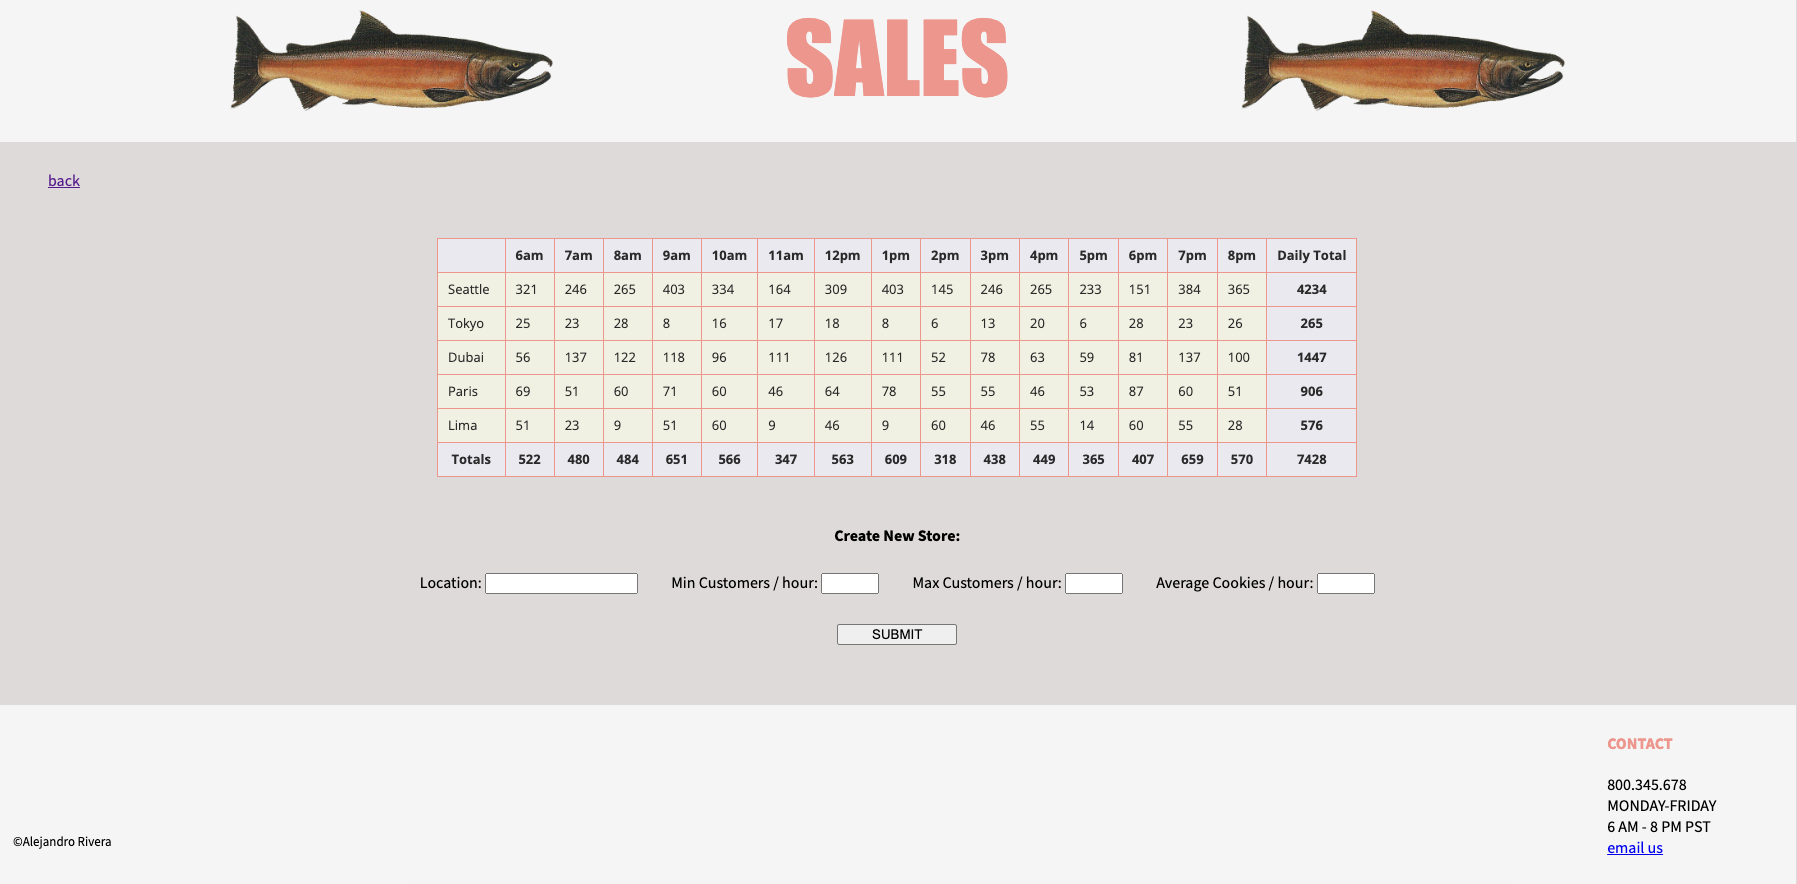 SALES
back
6am 7am 8am 9am 10am 11am 12pm 1pm 2pm 3pm 4pm 5pm 6pm 7pm 8pm Daily Total
Seattle 321 246 265 403 334 164 309 403 145 246 265 233 151 384 365 4234
Tokyo 25 23 28 8 16 17 18 8 6 13 20 6 28 23 26 265
Dubai 56 137 122 118 96 111 126 111 52 78 63 59 81 137 100 1447
Paris 69 51 60 71 60 46 64 78 55 55 46 53 87 60 51 906
Lima 51 23 9 51 60 9 46 9 60 46 55 14 60 55 28 576
Totals 522 480 484 651 566 347 563 609 318 438 449 365 407 659 570 7428
Create New Store:
Location: Min Customers / hour: Max Customers / hour: Average Cookies / hour:
SUBMIT
CONTACT
800.345.678
MONDAY-FRIDAY
6 AM - 8 PM PST
email us
©Alejandro Rivera